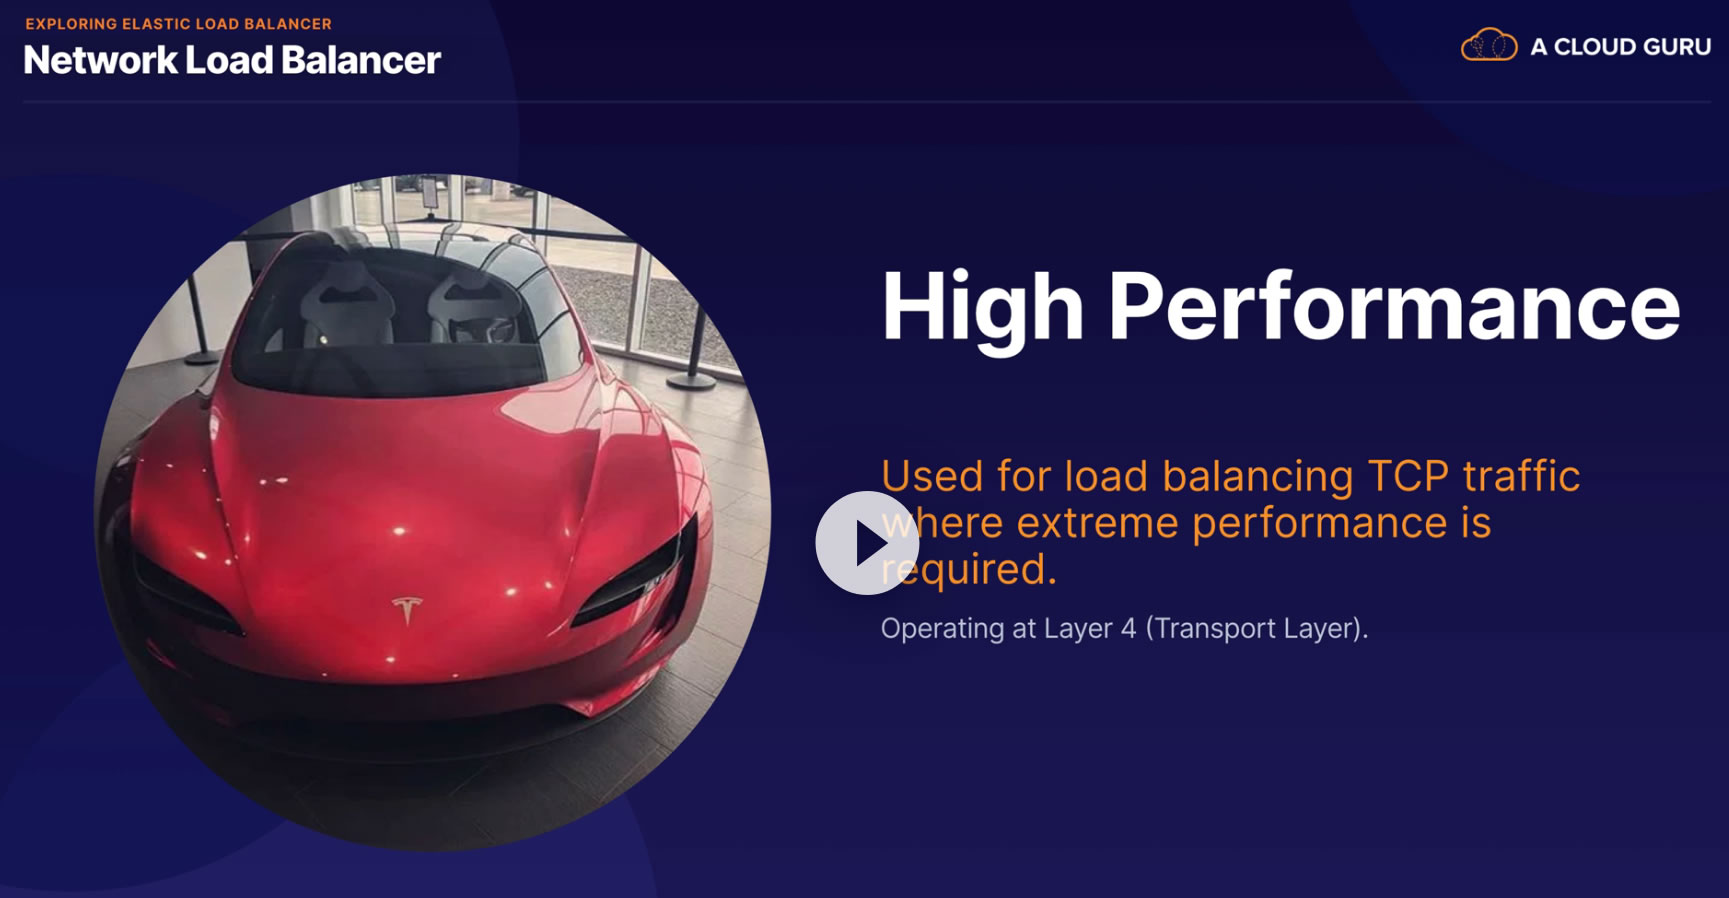 EXPLORING ELASTIC LOAD BALANCER
Network Load Balancer
A CLOUD GURU
High Performance
Used for load balancing TCP traffic
where extreme performance is
required.
Operating at Layer 4 (Transport Layer).